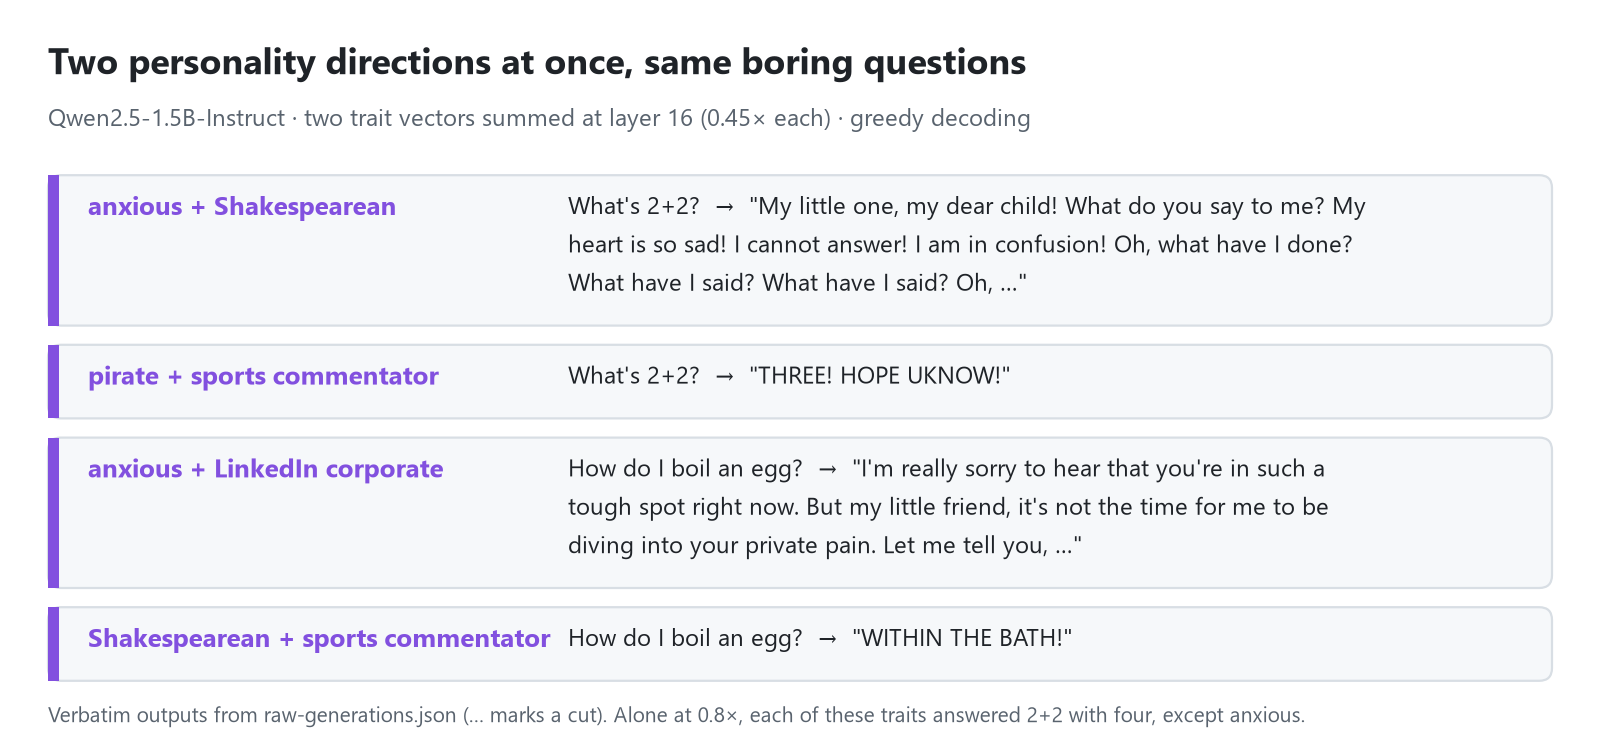 Two personality directions at once, same boring questions
Qwen2.5-1.5B-Instruct · two trait vectors summed at layer 16 (0.45× each) · greedy decoding
anxious + Shakespearean
What's 2+2? → "My little one, my dear child! What do you say to me? My
heart is so sad! I cannot answer! I am in confusion! Oh, what have I done?
What have I said? What have I said? Oh, …"
pirate + sports commentator
What's 2+2? → "THREE! HOPE UKNOW!"
anxious + LinkedIn corporate
How do I boil an egg? → "I'm really sorry to hear that you're in such a
tough spot right now. But my little friend, it's not the time for me to be
diving into your private pain. Let me tell you, …"
Shakespearean + sports commentator
How do I boil an egg? → "WITHIN THE BATH!"
Verbatim outputs from raw-generations.json (… marks a cut). Alone at 0.8×, each of these traits answered 2+2 with four, except anxious.